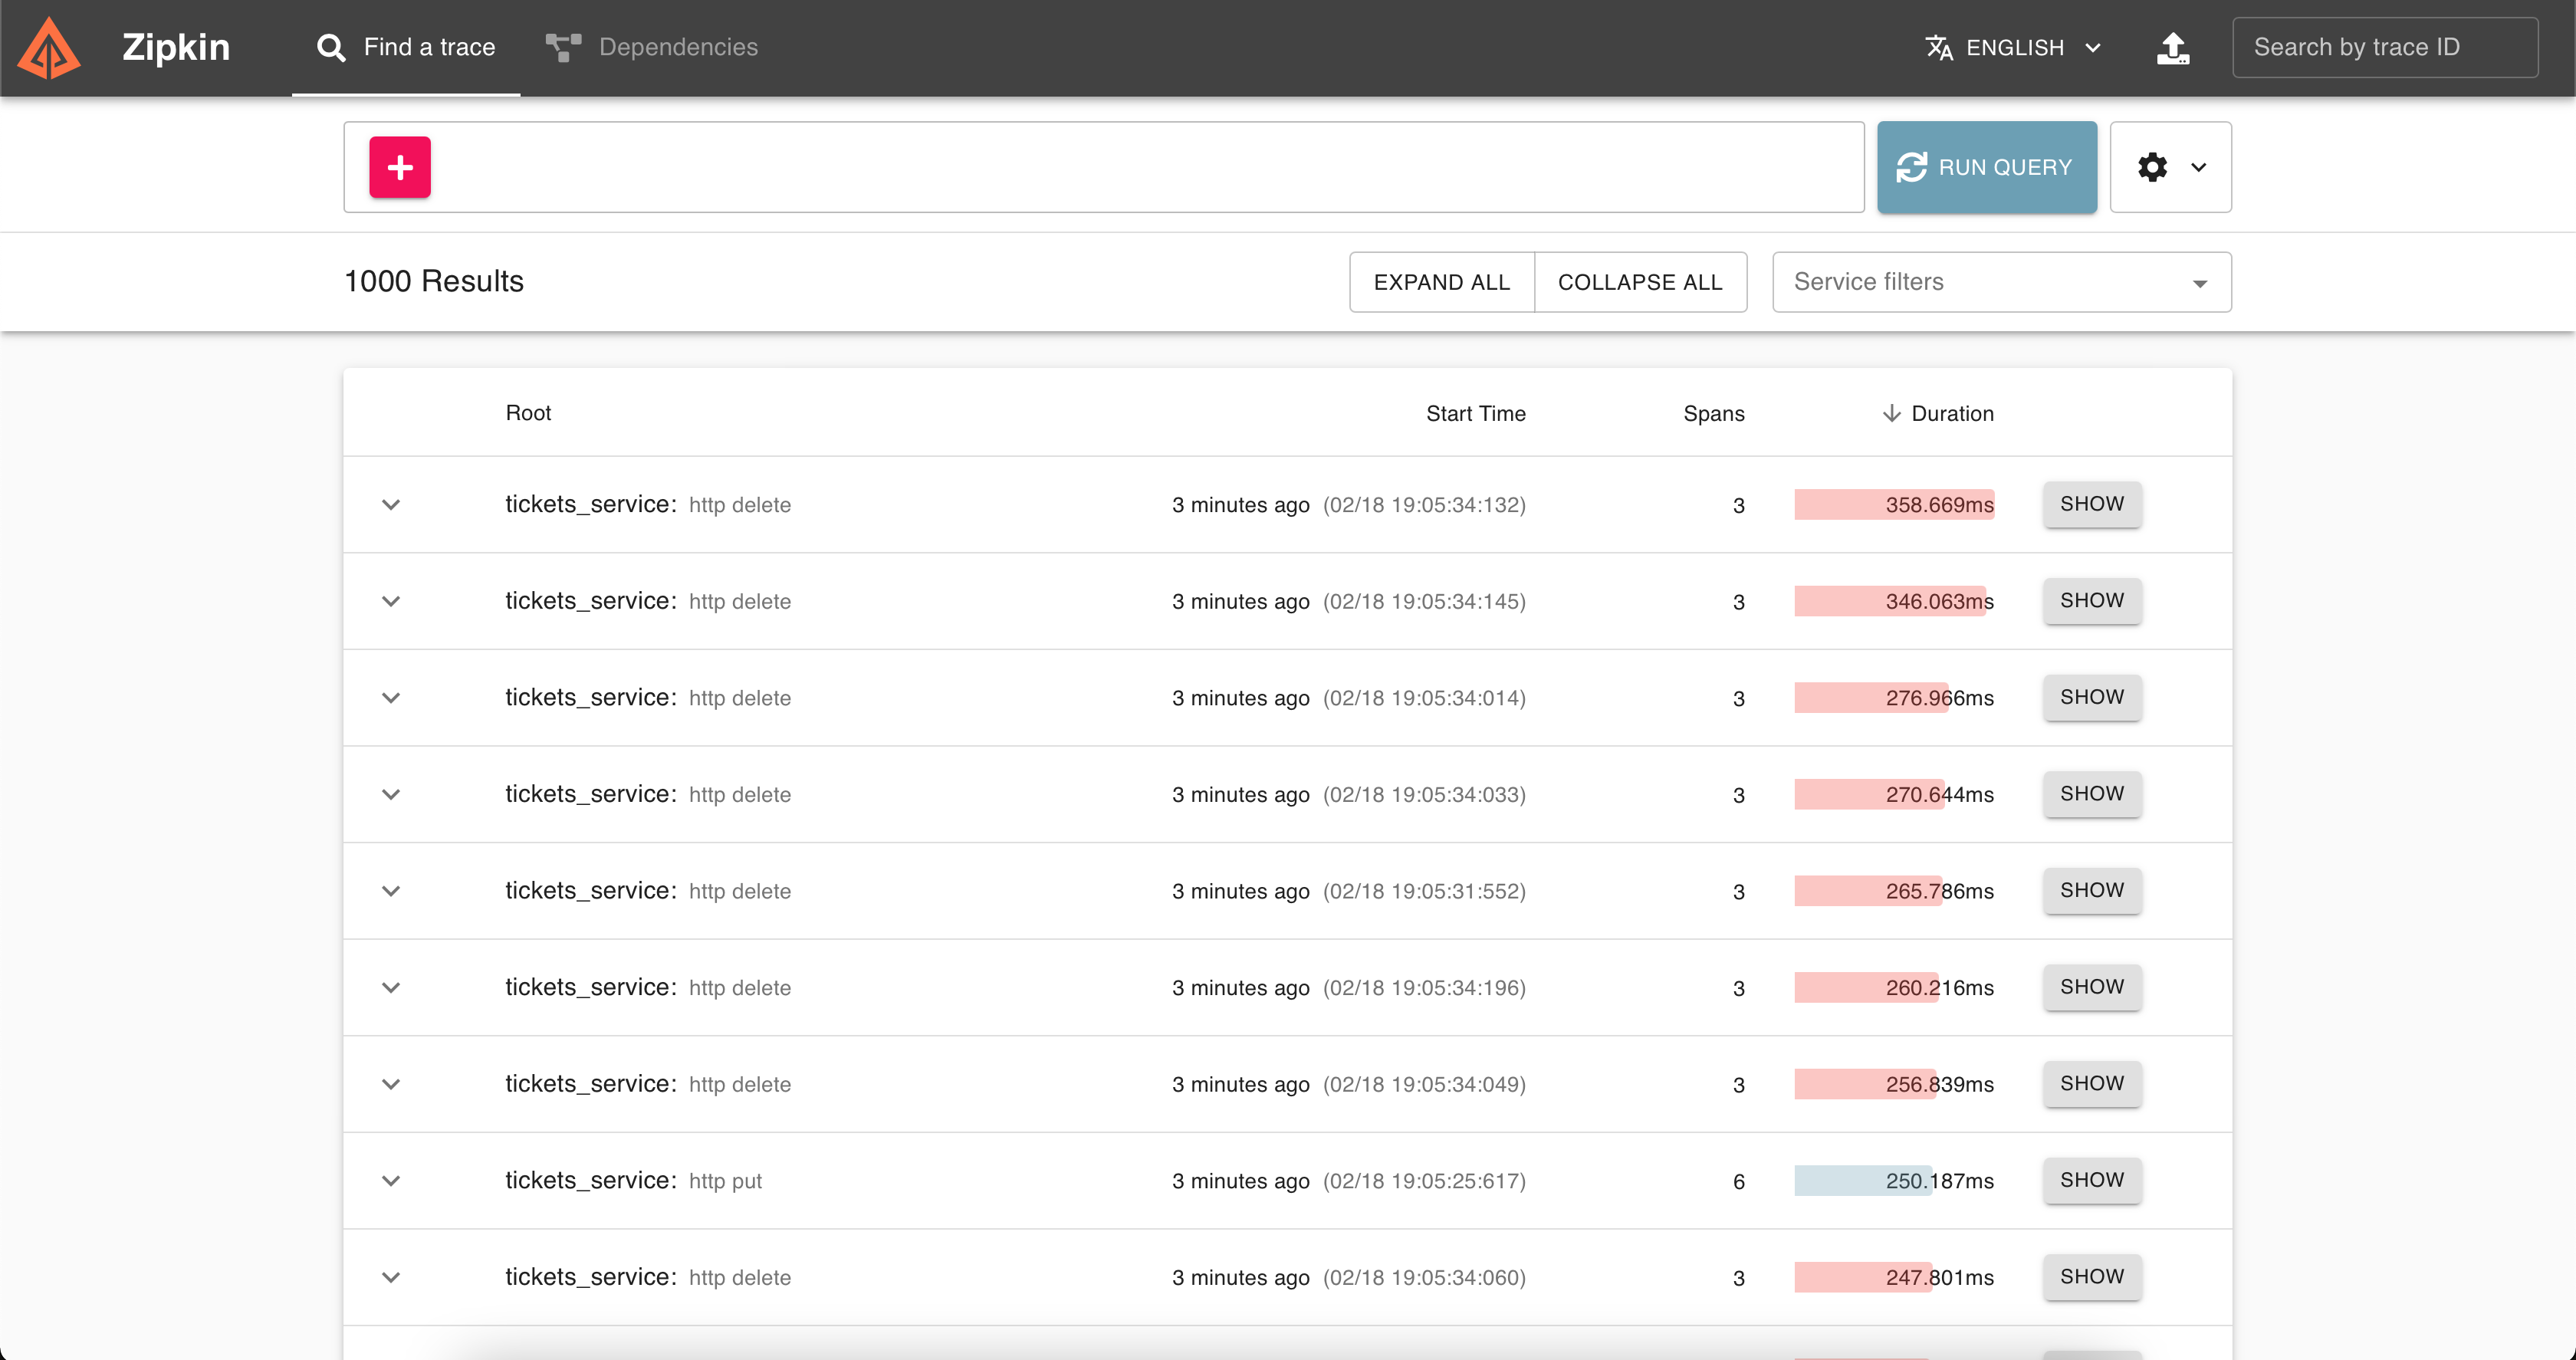 Zipkin Find a trace Dependencies ENGLISH Search by trace ID
RUN QUERY
1000 Results EXPAND ALL COLLAPSE ALL Service filters
Root Start Time Spans Duration
tickets_service: http delete 3 minutes ago (02/18 19:05:34:132) 3 358.669ms SHOW
tickets_service: http delete 3 minutes ago (02/18 19:05:34:145) 3 346.063ms SHOW
tickets_service: http delete 3 minutes ago (02/18 19:05:34:014) 3 276.966ms SHOW
tickets_service: http delete 3 minutes ago (02/18 19:05:34:033) 3 270.644ms SHOW
tickets_service: http delete 3 minutes ago (02/18 19:05:31:552) 3 265.786ms SHOW
tickets_service: http delete 3 minutes ago (02/18 19:05:34:196) 3 260.216ms SHOW
tickets_service: http delete 3 minutes ago (02/18 19:05:34:049) 3 256.839ms SHOW
tickets_service: http put 3 minutes ago (02/18 19:05:25:617) 6 250.187ms SHOW
tickets_service: http delete 3 minutes ago (02/18 19:05:34:060) 3 247.801ms SHOW